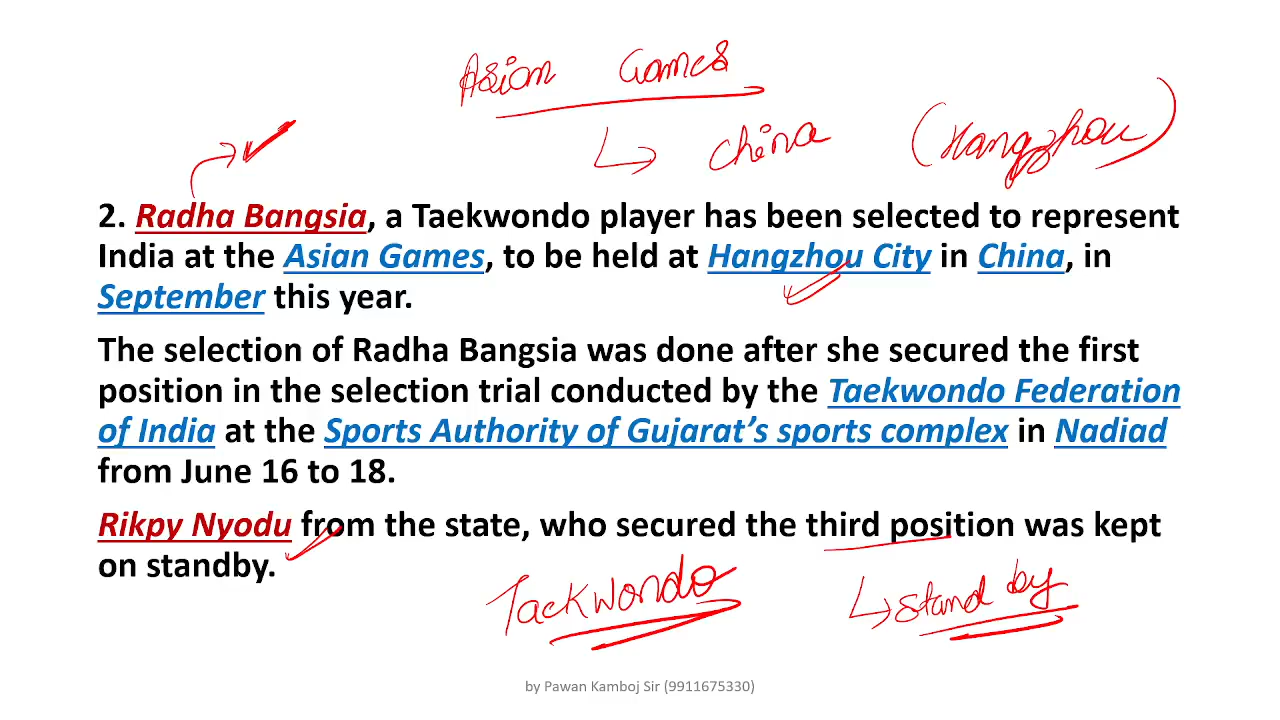 Asian Games
↳ China (Hangzhou)
2. Radha Bangsia, a Taekwondo player has been selected to represent
India at the Asian Games, to be held at Hangzhou City in China, in
September this year.
The selection of Radha Bangsia was done after she secured the first
position in the selection trial conducted by the Taekwondo Federation
of India at the Sports Authority of Gujarat’s sports complex in Nadiad
from June 16 to 18.
Rikpy Nyodu from the state, who secured the third position was kept
on standby.
Taekwondo ↳ stand by
by Pawan Kamboj Sir (9911675330)